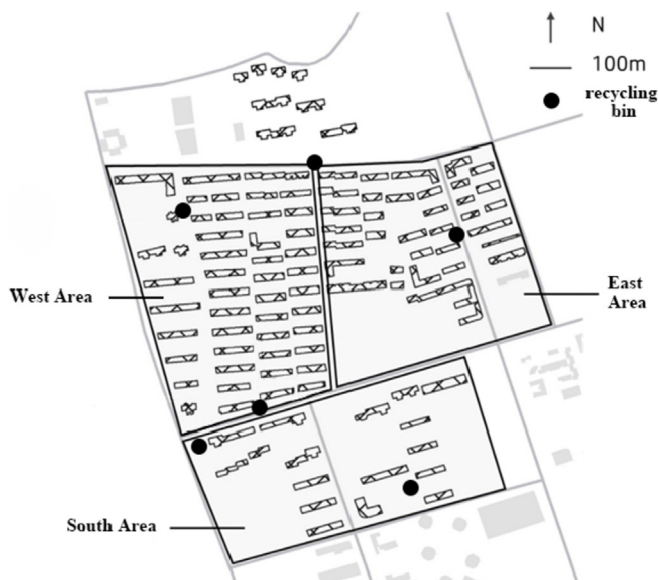 N
100m
recycling
bin
West Area
East
Area
South Area